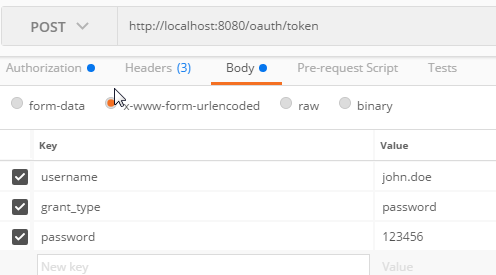 POST http://localhost:8080/oauth/token
Authorization Headers (3) Body Pre-request Script Tests
form-data x-www-form-urlencoded raw binary
Key Value
username john.doe
grant_type password
password 123456
New key Value